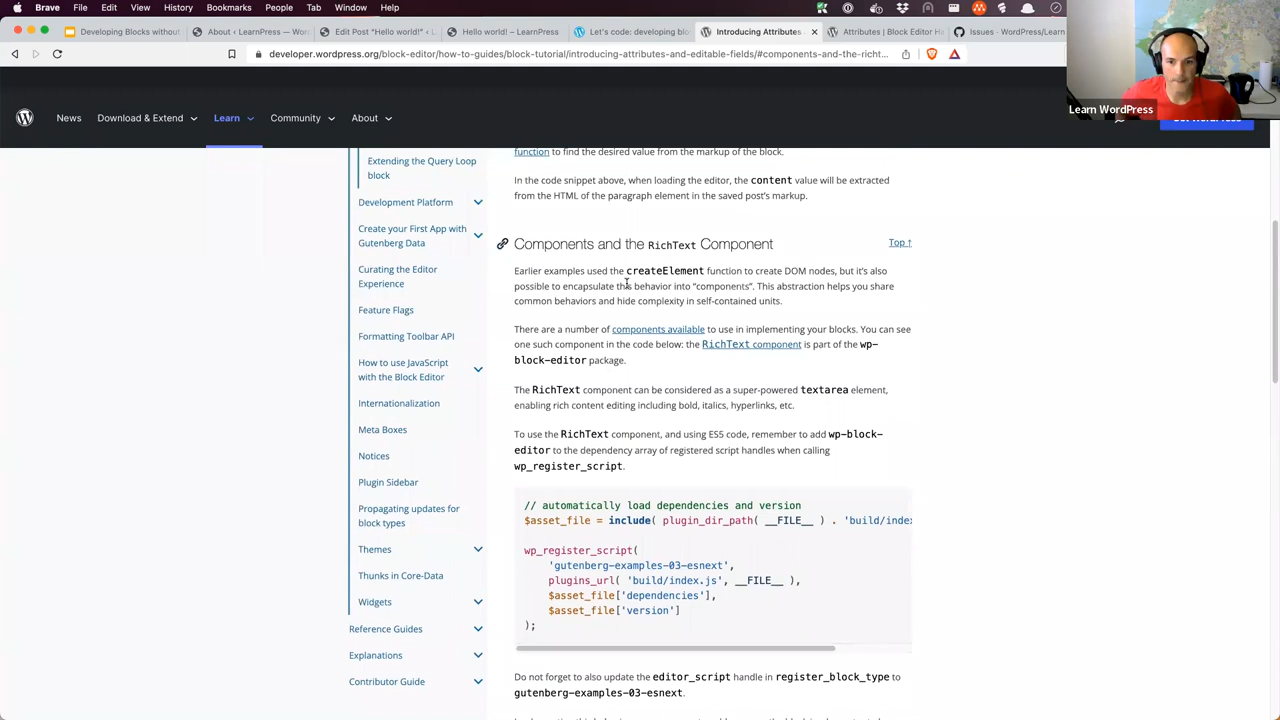 Brave File Edit View History Bookmarks People Tab Window Help
Developing Blocks withou
About ‹ LearnPress — Word
Edit Post "Hello world!" ‹ L
Hello world! – LearnPress
Let's code: developing blo
Introducing Attributes
Attributes | Block Editor H
Issues · WordPress/Learn
developer.wordpress.org/block-editor/how-to-guides/block-tutorial/introducing-attributes-and-editable-fields/#components-and-the-richt...
Learn WordPress
News Download & Extend Learn Community About
Extending the Query Loop
block
Development Platform
Create your First App with
Gutenberg Data
Curating the Editor
Experience
Feature Flags
Formatting Toolbar API
How to use JavaScript
with the Block Editor
Internationalization
Meta Boxes
Notices
Plugin Sidebar
Propagating updates for
block types
Themes
Thunks in Core-Data
Widgets
Reference Guides
Explanations
Contributor Guide
function to find the desired value from the markup of the block.
In the code snippet above, when loading the editor, the content value will be extracted
from the HTML of the paragraph element in the saved post's markup.
Components and the RichText Component
Top ↑
Earlier examples used the createElement function to create DOM nodes, but it's also
possible to encapsulate this behavior into "components". This abstraction helps you share
common behaviors and hide complexity in self-contained units.
There are a number of components available to use in implementing your blocks. You can see
one such component in the code below: the RichText component is part of the wp-
block-editor package.
The RichText component can be considered as a super-powered textarea element,
enabling rich content editing including bold, italics, hyperlinks, etc.
To use the RichText component, and using ES5 code, remember to add wp-block-
editor to the dependency array of registered script handles when calling
wp_register_script.
// automatically load dependencies and version
$asset_file = include( plugin_dir_path( __FILE__ ) . 'build/index
wp_register_script(
'gutenberg-examples-03-esnext',
plugins_url( 'build/index.js', __FILE__ ),
$asset_file['dependencies'],
$asset_file['version']
);
Do not forget to also update the editor_script handle in register_block_type to
gutenberg-examples-03-esnext.